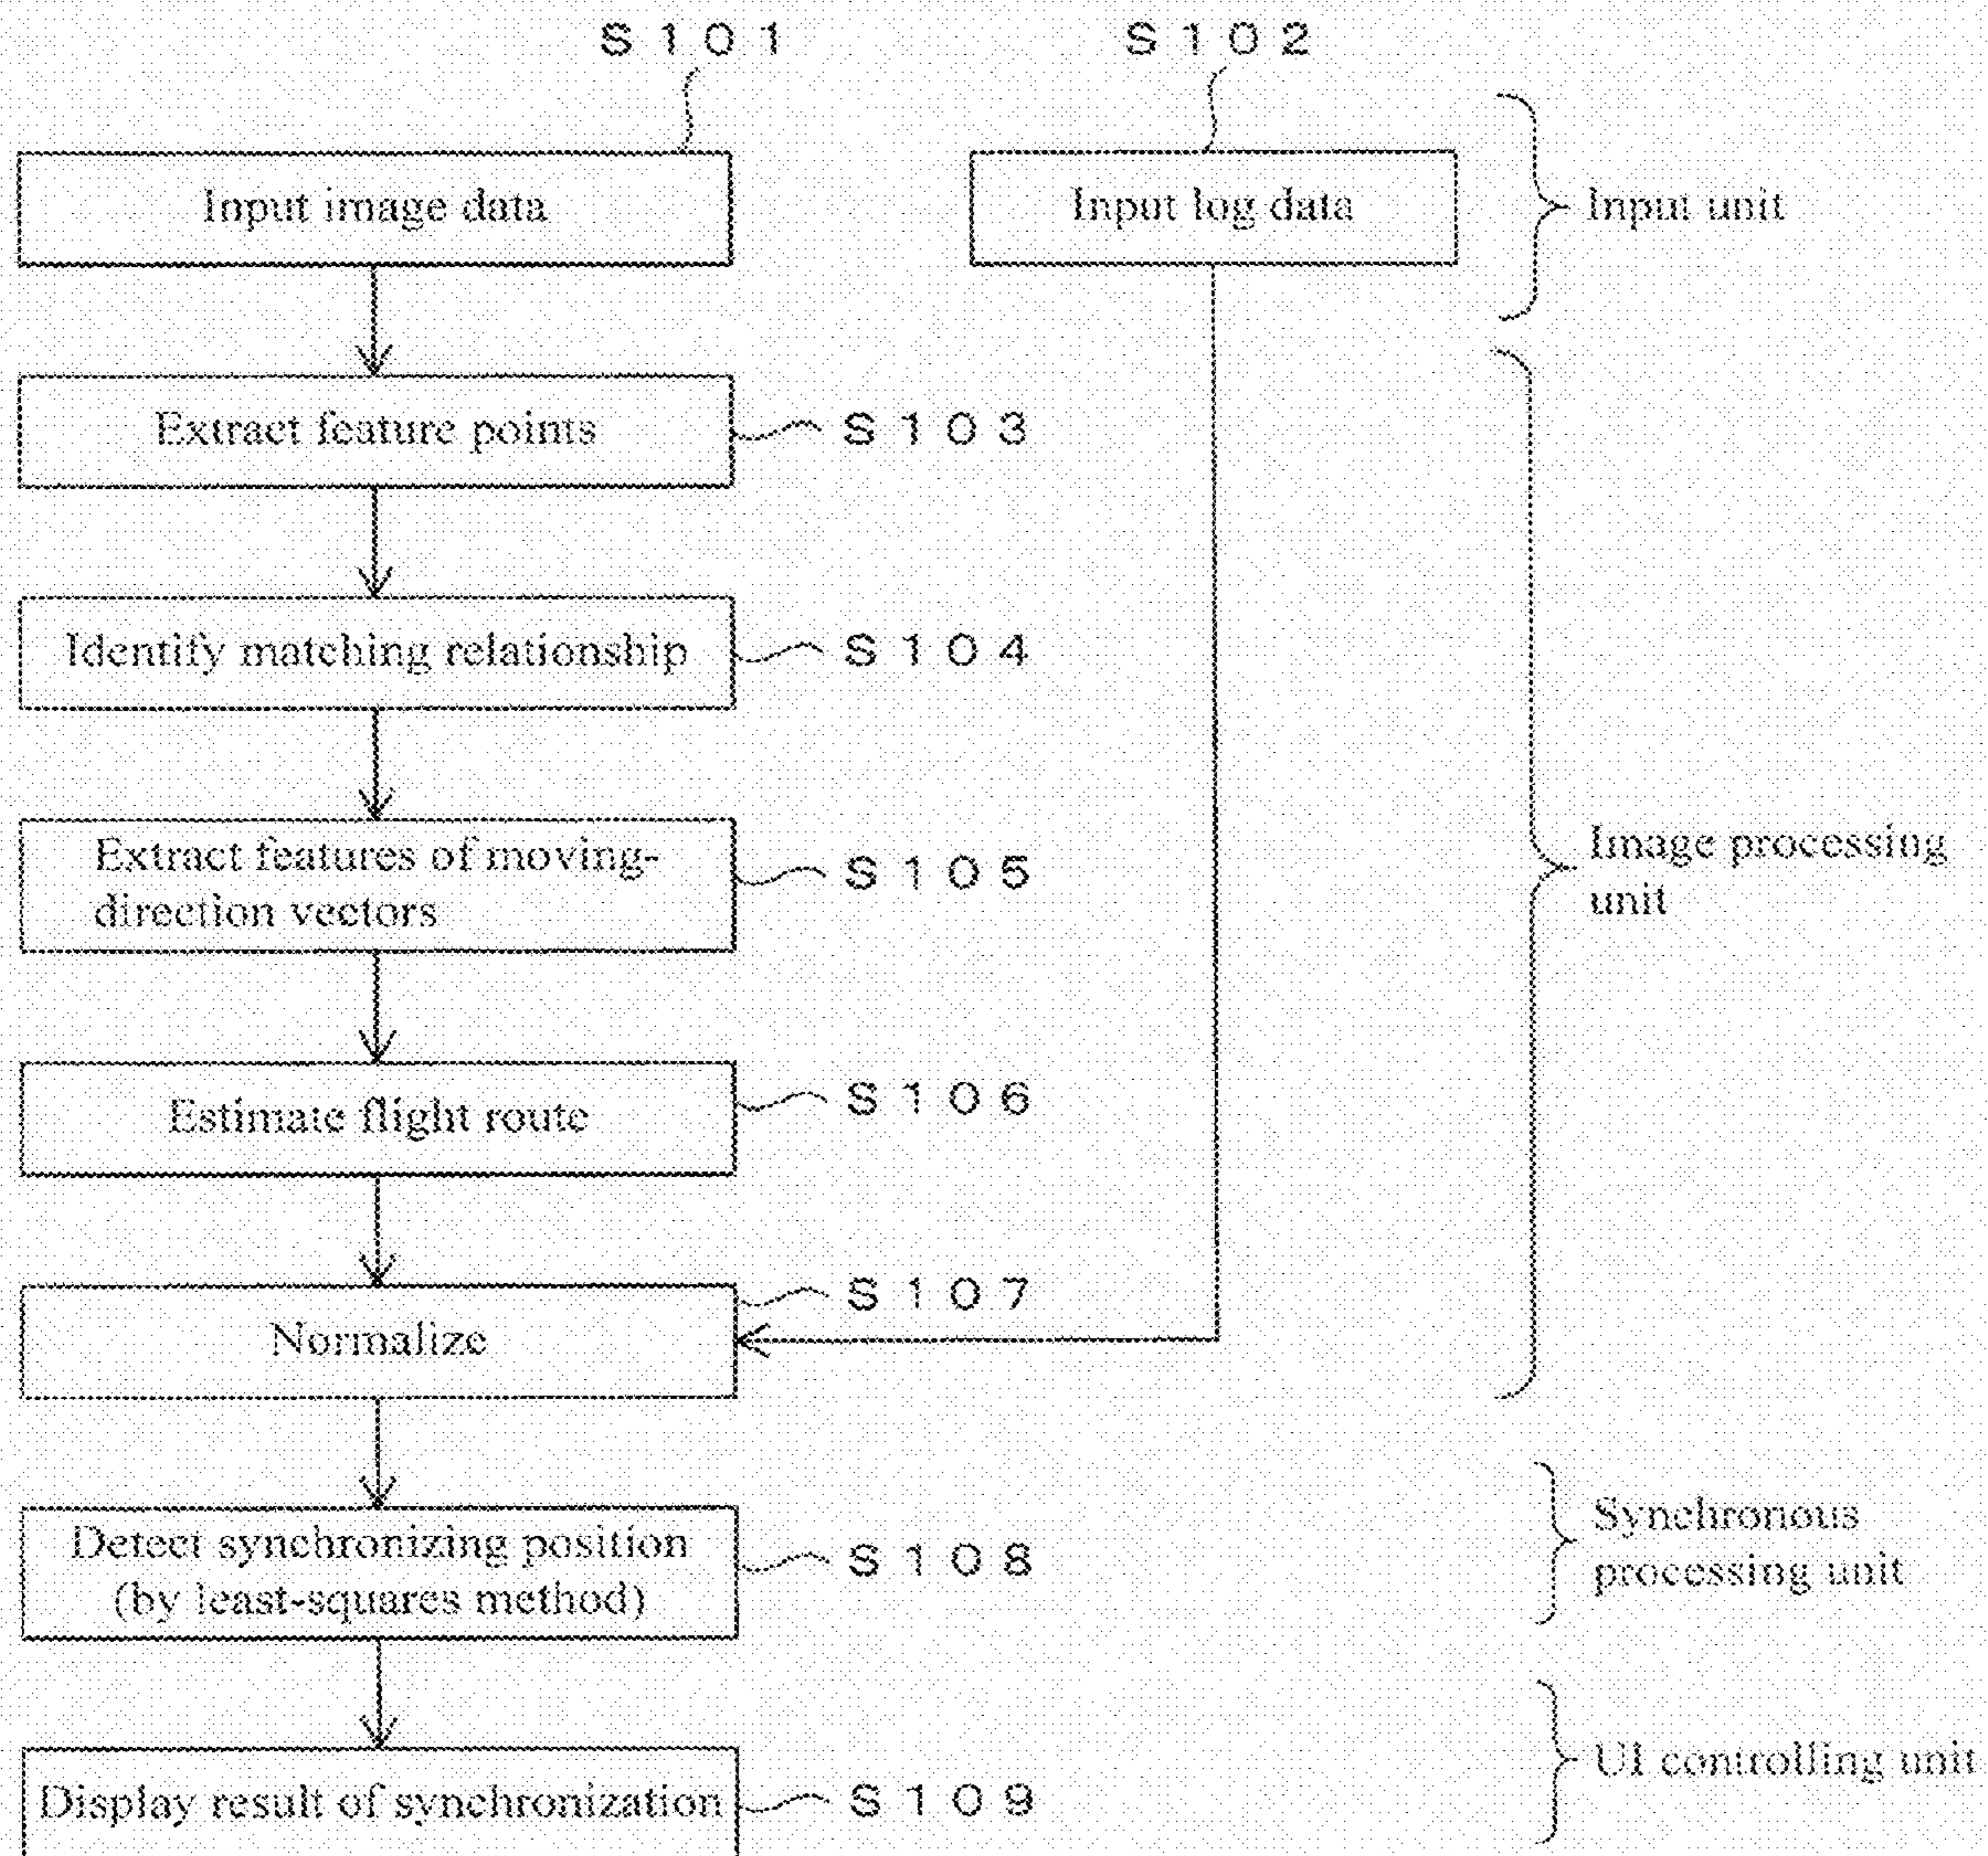 S101
S102
Input image data
Input log data
Input unit
Extract feature points
S103
Identify matching relationship
S104
Extract features of moving-
direction vectors
S105
Image processing
unit
Estimate flight route
S106
Normalize
S107
Detect synchronizing position
(by least-squares method)
S108
Synchronous
processing unit
Display result of synchronization
S109
UI controlling unit